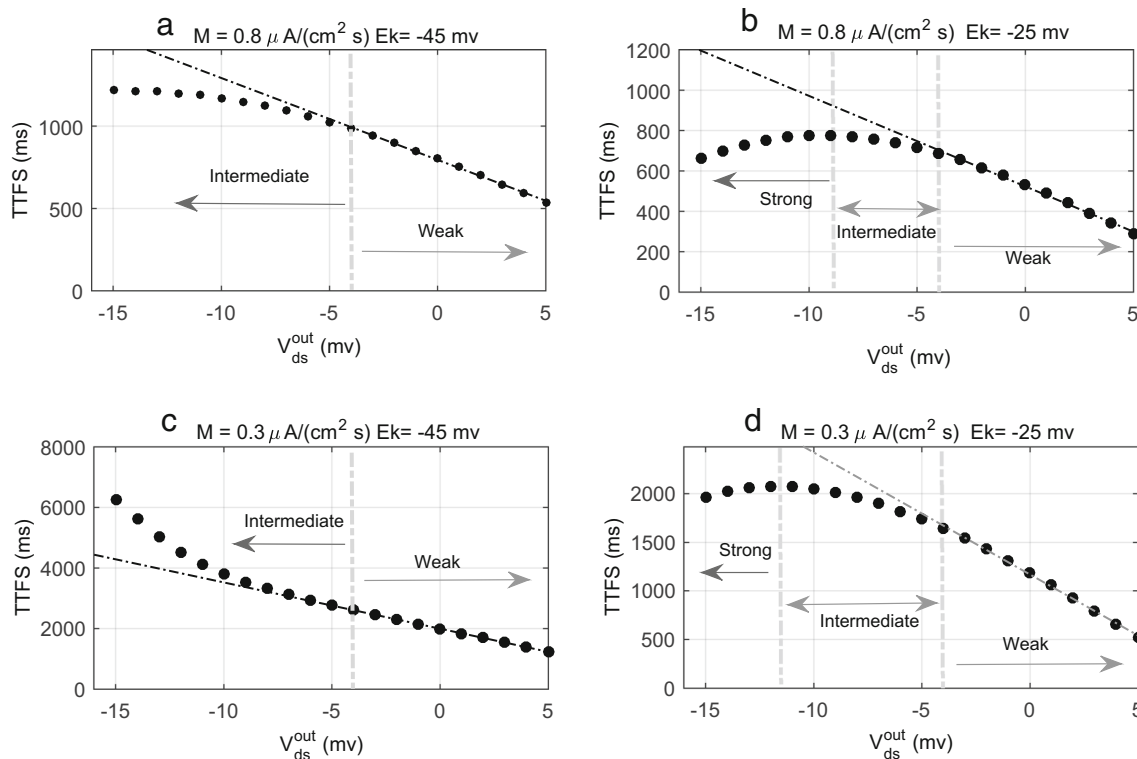 a
M = 0.8 μ A/(cm² s) Ek= -45 mv
TTFS (ms)
1000
500
0
Intermediate
Weak
-15 -10 -5 0 5
V_ds^out (mv)
b
M = 0.8 μ A/(cm² s) Ek= -25 mv
TTFS (ms)
1200
1000
800
600
400
200
0
Strong
Intermediate
Weak
-15 -10 -5 0 5
V_ds^out (mv)
c
M = 0.3 μ A/(cm² s) Ek= -45 mv
TTFS (ms)
8000
6000
4000
2000
0
Intermediate
Weak
-15 -10 -5 0 5
V_ds^out (mv)
d
M = 0.3 μ A/(cm² s) Ek= -25 mv
TTFS (ms)
2000
1500
1000
500
0
Strong
Intermediate
Weak
-15 -10 -5 0 5
V_ds^out (mv)